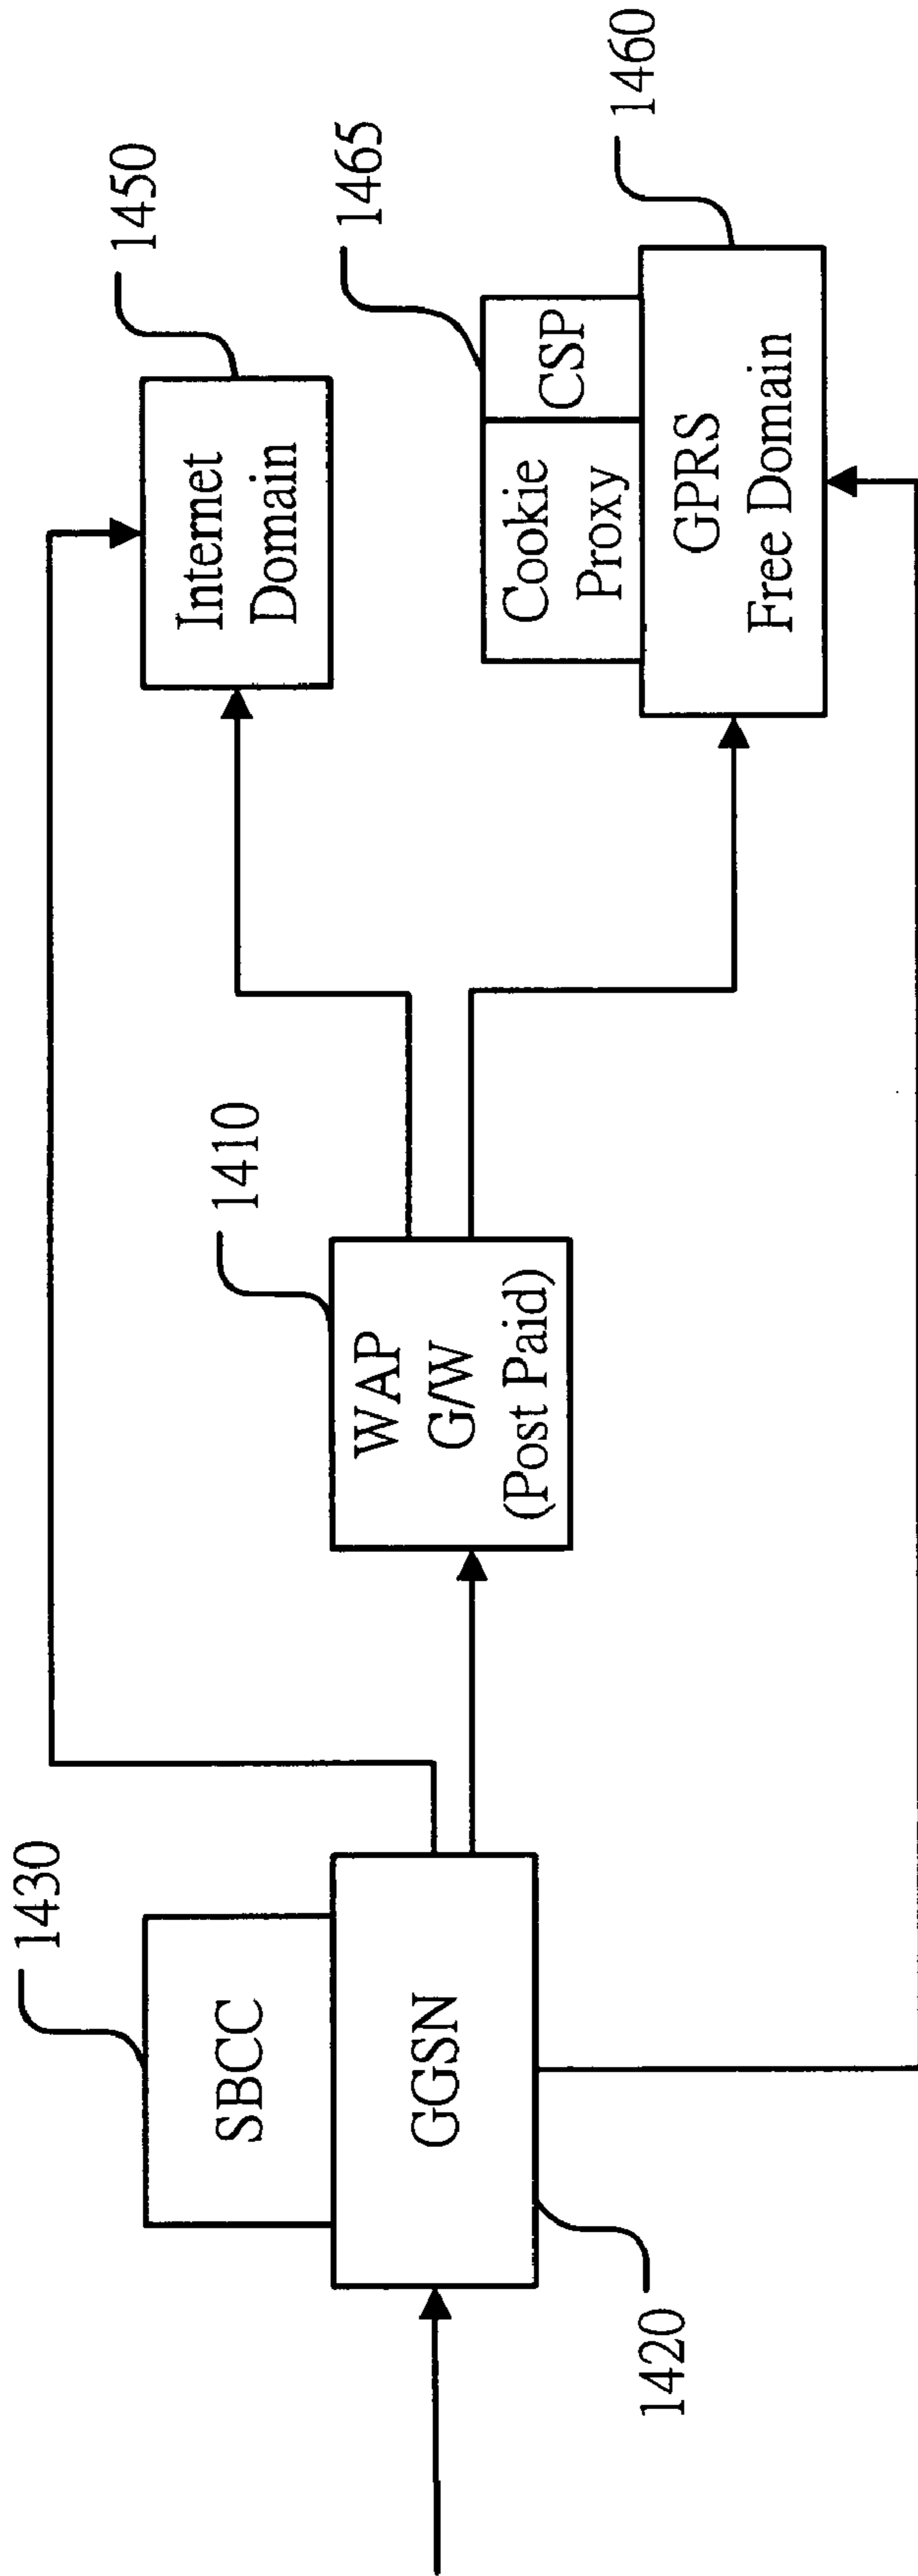 1430
SBCC
GGSN
1420
1410
WAP
G/W
(Post Paid)
1450
Internet
Domain
1465
Cookie
Proxy
CSP
GPRS
Free Domain
1460